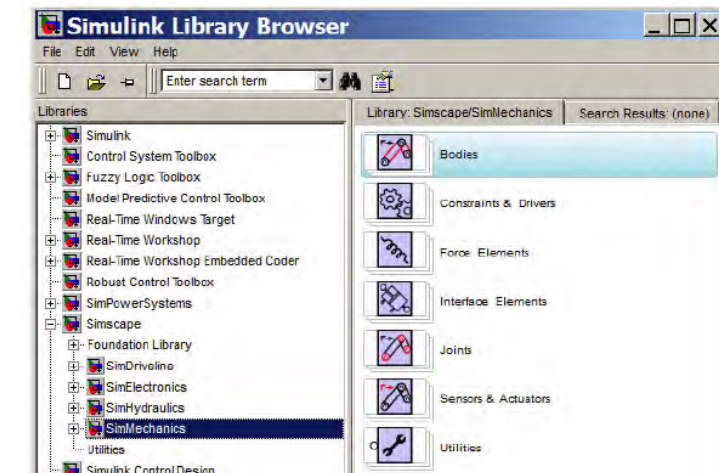 Simulink Library Browser
File Edit View Help
Enter search term
Libraries
Simulink
Control System Toolbox
Fuzzy Logic Toolbox
Model Predictive Control Toolbox
Real-Time Windows Target
Real-Time Workshop
Real-Time Workshop Embedded Coder
Robust Control Toolbox
SimPowerSystems
Simscape
Foundation Library
SimDriveline
SimElectronics
SimHydraulics
SimMechanics
Utilities
Simulink Control Design
Library: Simscape/SimMechanics Search Results: (none)
Bodies
Constraints & Drivers
Force Elements
Interface Elements
Joints
Sensors & Actuators
Utilities